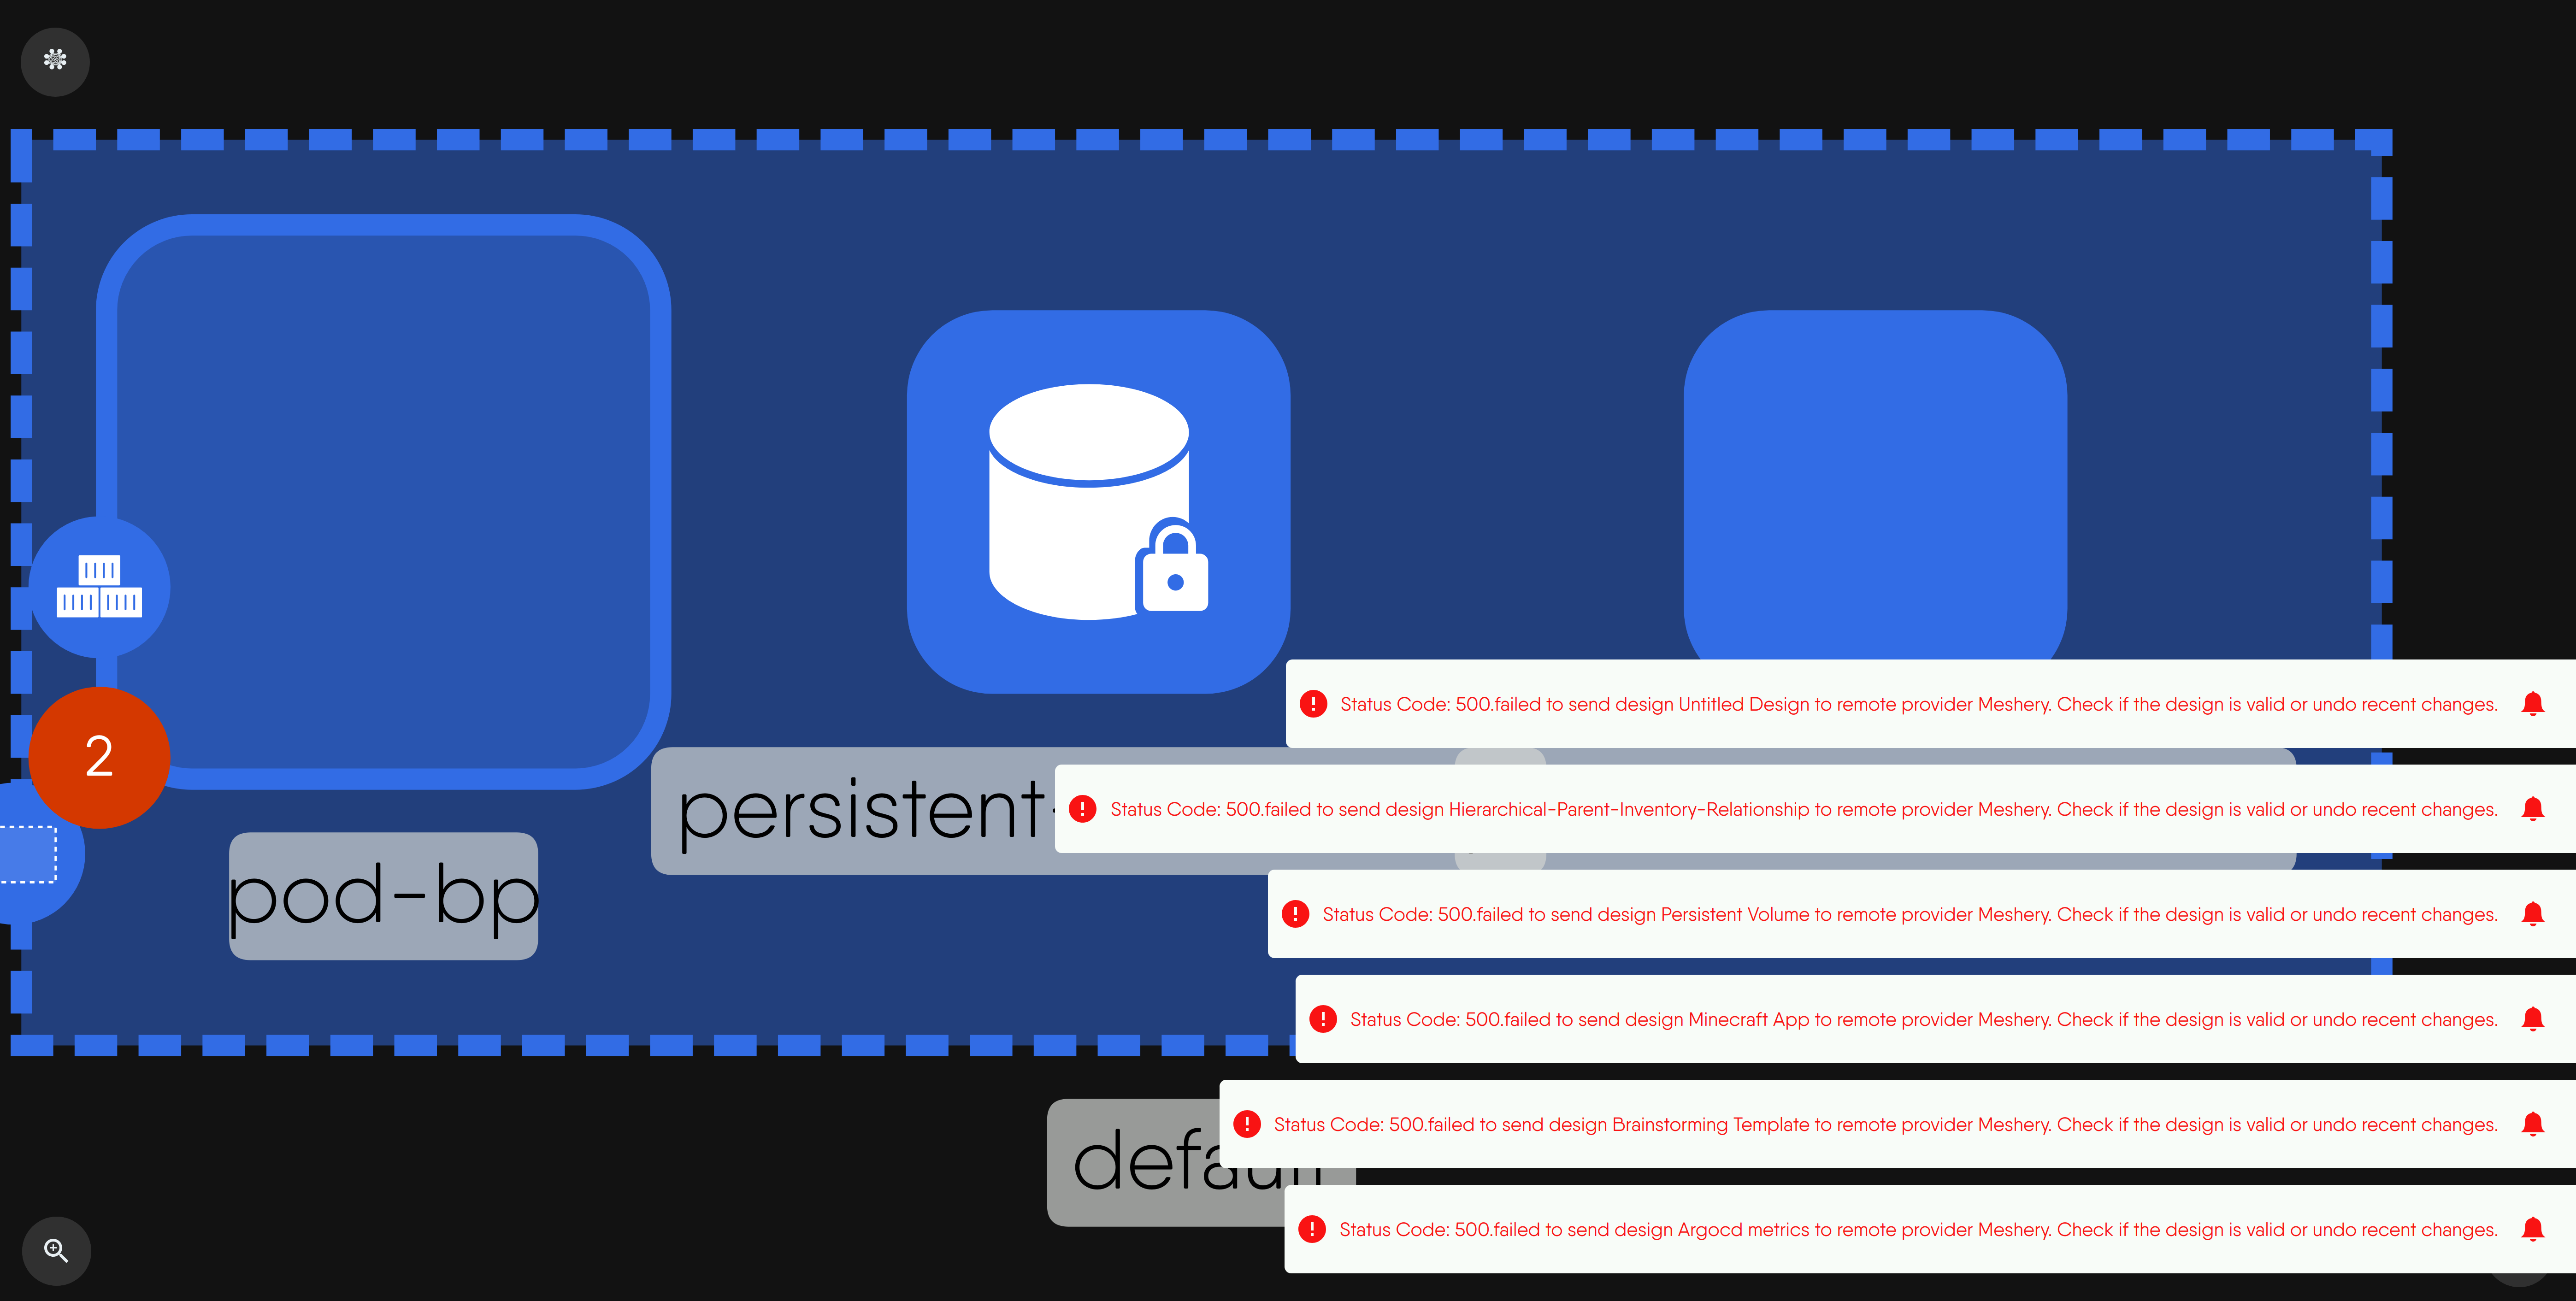 2
pod-bp
persistent-
default
Status Code: 500.failed to send design Untitled Design to remote provider Meshery. Check if the design is valid or undo recent changes.
Status Code: 500.failed to send design Hierarchical-Parent-Inventory-Relationship to remote provider Meshery. Check if the design is valid or undo recent changes.
Status Code: 500.failed to send design Persistent Volume to remote provider Meshery. Check if the design is valid or undo recent changes.
Status Code: 500.failed to send design Minecraft App to remote provider Meshery. Check if the design is valid or undo recent changes.
Status Code: 500.failed to send design Brainstorming Template to remote provider Meshery. Check if the design is valid or undo recent changes.
Status Code: 500.failed to send design Argocd metrics to remote provider Meshery. Check if the design is valid or undo recent changes.